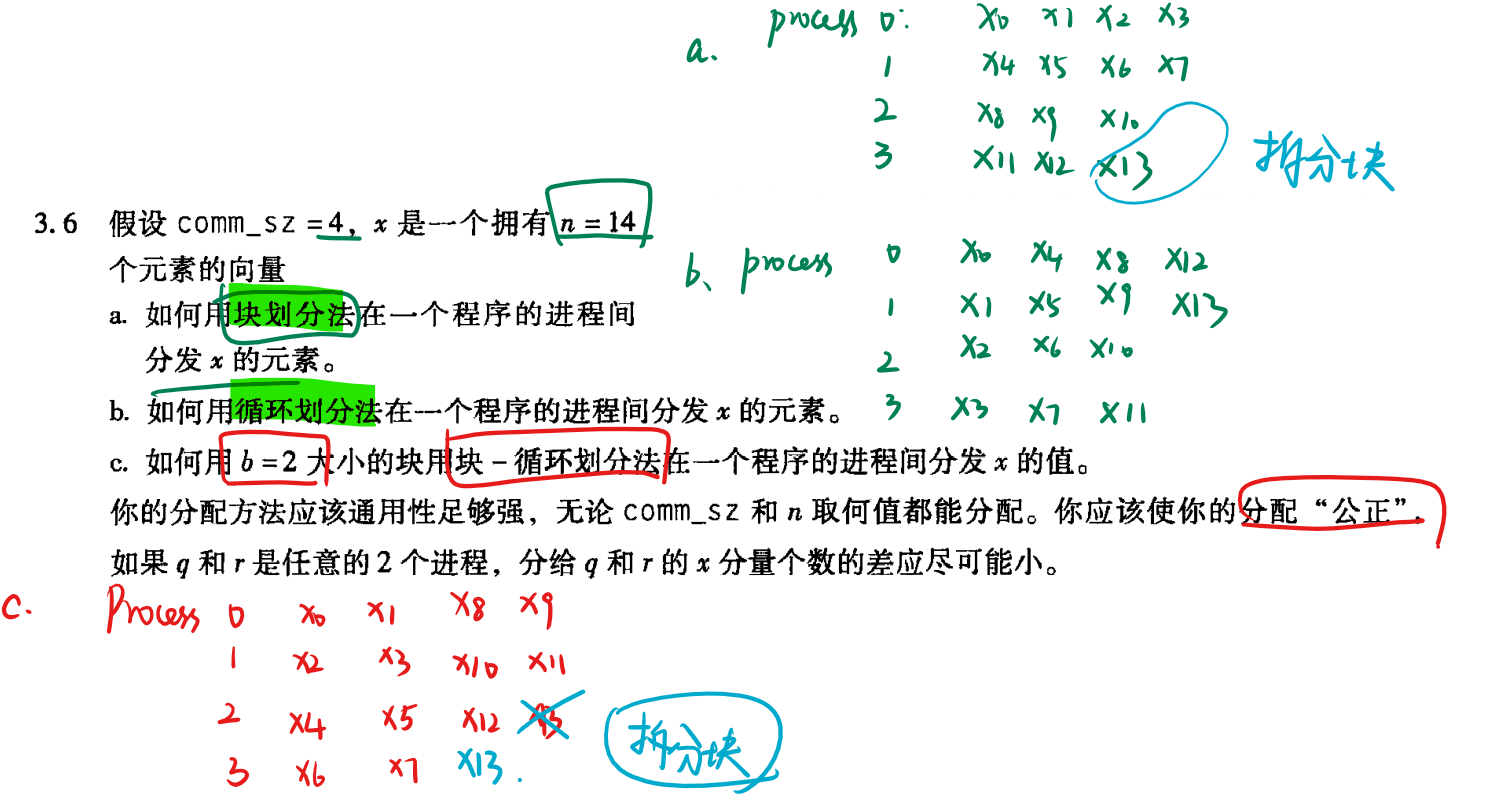 a. process 0: x0 x1 x2 x3
1 x4 x5 x6 x7
2 x8 x9 x10
3 x11 x12 x13 拆分块
3.6 假设 comm_sz = 4，x 是一个拥有 n = 14
个元素的向量
a. 如何用块划分法在一个程序的进程间
分发 x 的元素。
b. 如何用循环划分法在一个程序的进程间分发 x 的元素。
c. 如何用 b = 2 大小的块用块－循环划分法在一个程序的进程间分发 x 的值。
你的分配方法应该通用性足够强，无论 comm_sz 和 n 取何值都能分配。你应该使你的分配“公正”，
如果 q 和 r 是任意的 2 个进程，分给 q 和 r 的 x 分量个数的差应尽可能小。
b、process 0 x0 x4 x8 x12
1 x1 x5 x9 x13
2 x2 x6 x10
3 x3 x7 x11
c. Process 0 x0 x1 x8 x9
1 x2 x3 x10 x11
2 x4 x5 x12
3 x6 x7 x13.
拆分块